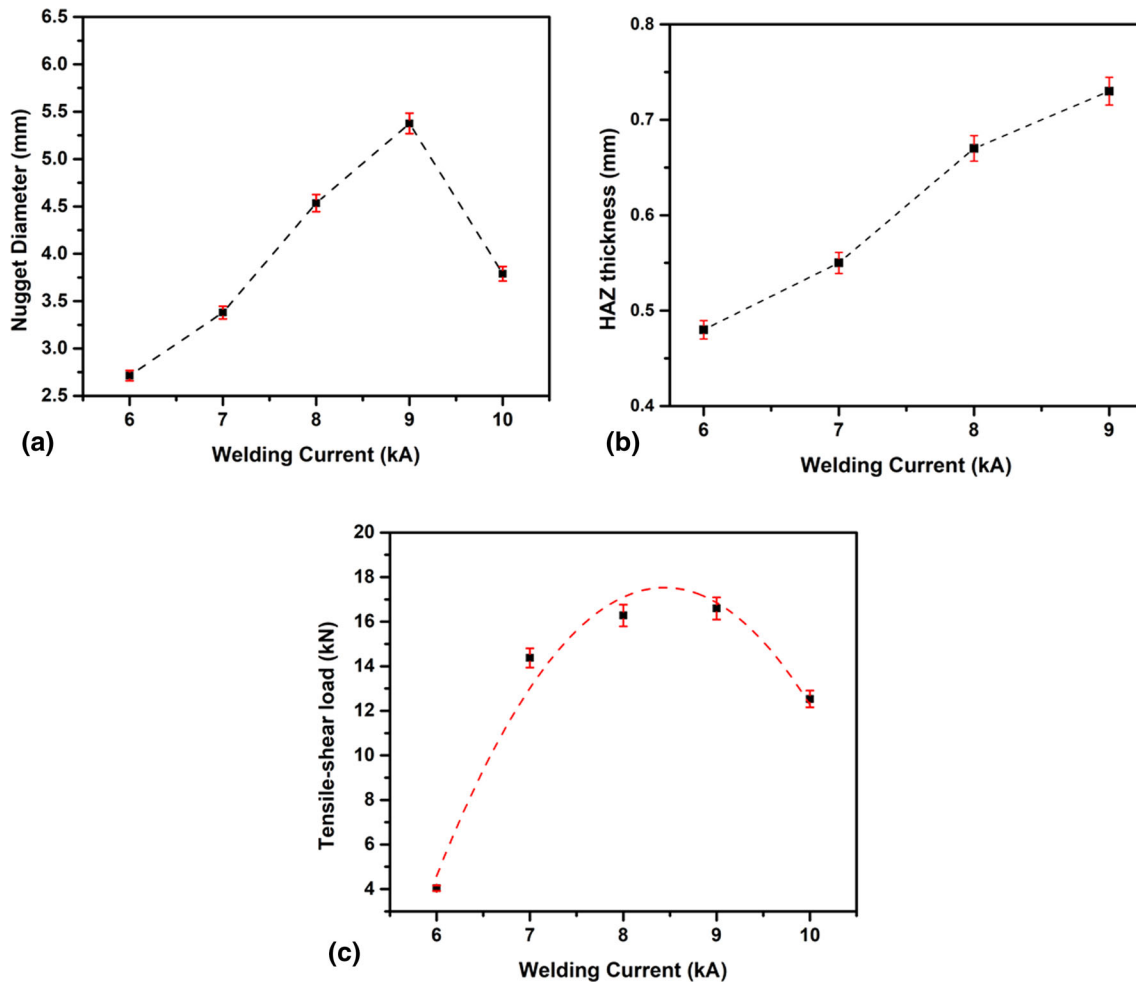 6.5
6.0
5.5
5.0
4.5
4.0
3.5
3.0
2.5
Nugget Diameter (mm)
6 7 8 9 10
Welding Current (kA)
(a)
0.8
0.7
0.6
0.5
0.4
HAZ thickness (mm)
6 7 8 9
Welding Current (kA)
(b)
20
18
16
14
12
10
8
6
4
Tensile-shear load (kN)
6 7 8 9 10
Welding Current (kA)
(c)